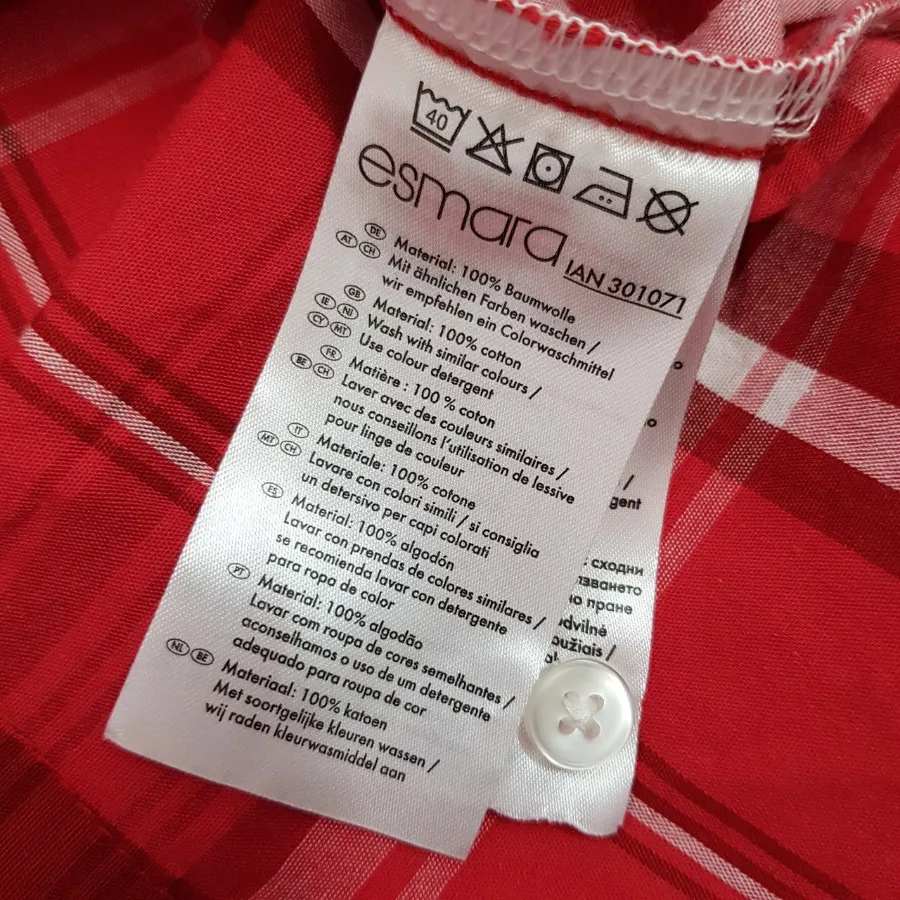 40
esmara
IAN 301071
DE AT CH
Material: 100% Baumwolle
Mit ähnlichen Farben waschen /
wir empfehlen ein Colorwaschmittel
GB IE NI CY MT
Material: 100% cotton
Wash with similar colours /
Use colour detergent
FR BE CH
Matière : 100 % coton
Laver avec des couleurs similaires /
nous conseillons l'utilisation de lessive
pour linge de couleur
IT MT CH
Materiale: 100% cotone
Lavare con colori simili / si consiglia
un detersivo per capi colorati
ES
Material: 100% algodón
Lavar con prendas de colores similares /
se recomienda lavar con detergente
para ropa de color
PT
Material: 100% algodão
Lavar com roupa de cores semelhantes /
aconselhamos o uso de um detergente
adequado para roupa de cor
NL BE
Materiaal: 100% katoen
Met soortgelijke kleuren wassen /
wij raden kleurwasmiddel aan
/
gent
сходни
но пране